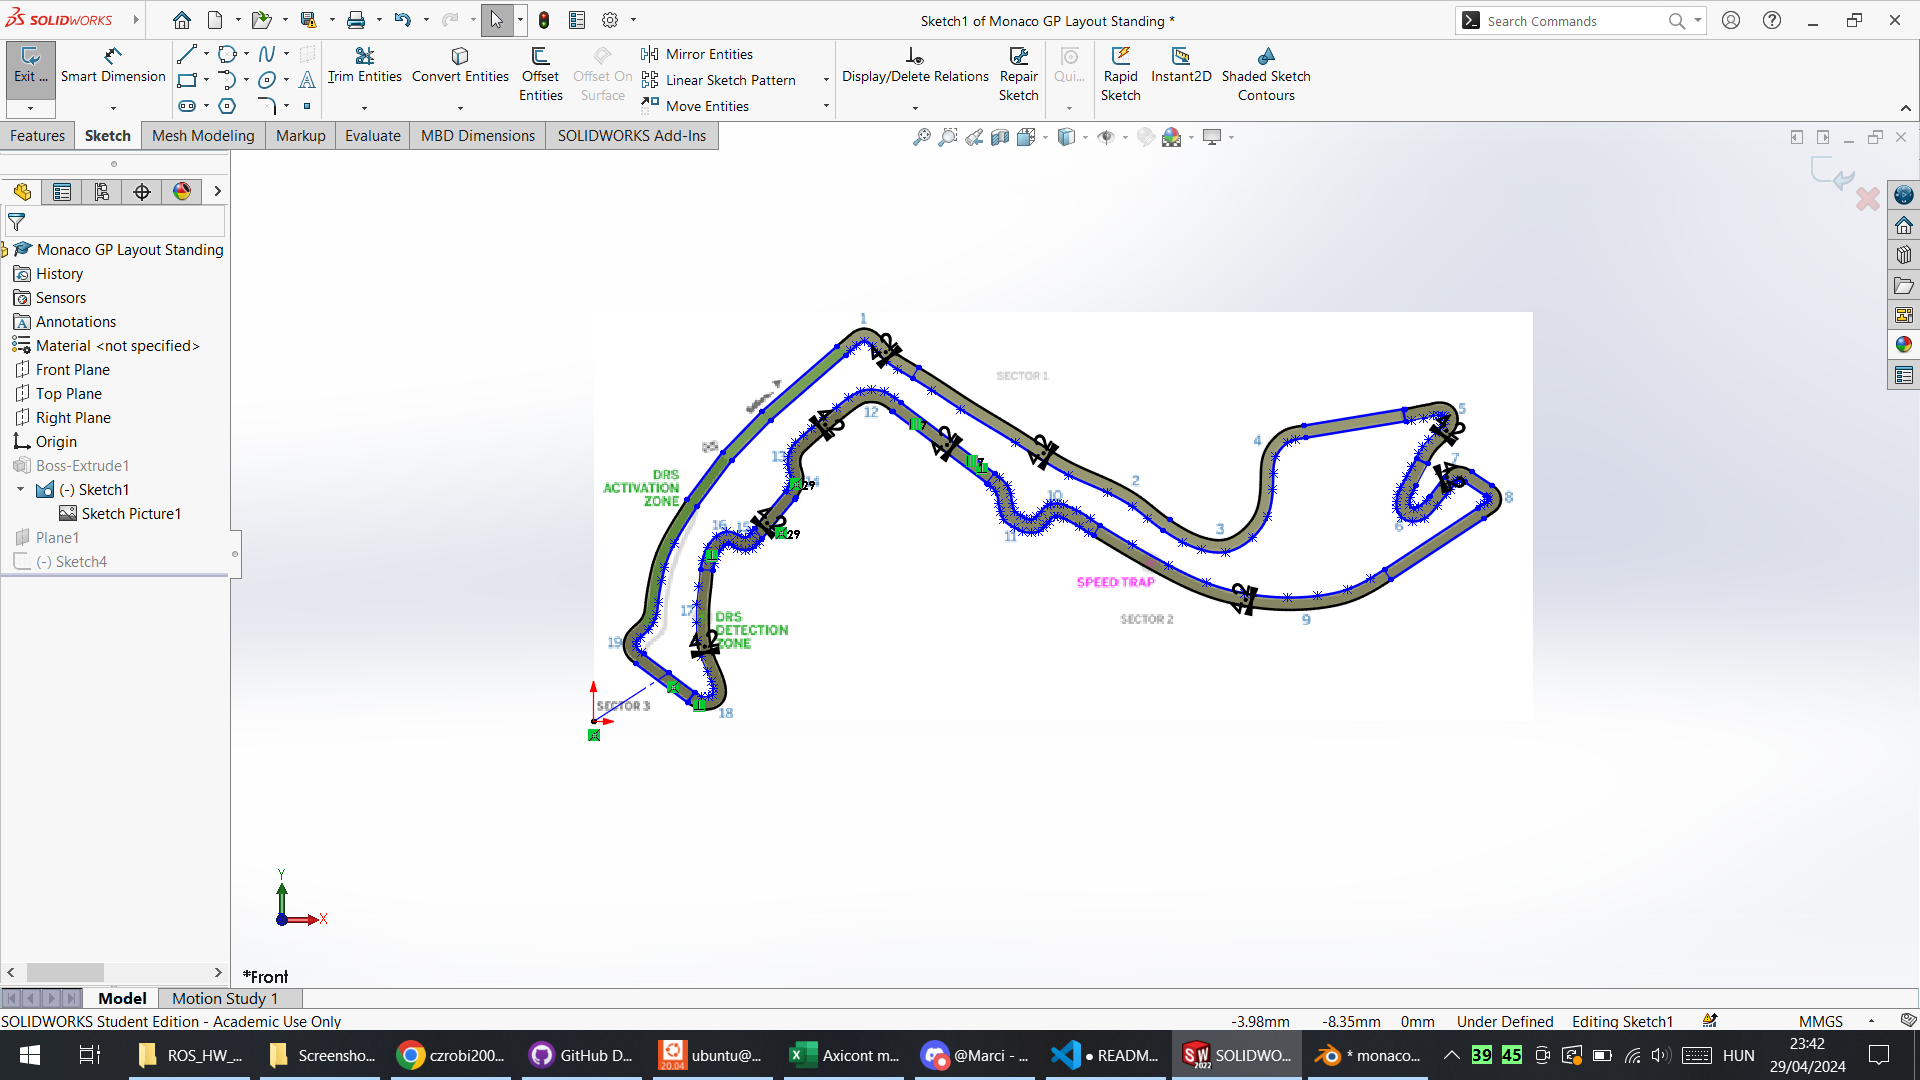 SOLIDWORKS
Sketch1 of Monaco GP Layout Standing *
Search Commands
Exit ...
Smart Dimension
Trim Entities
Convert Entities
Offset Entities
Offset On Surface
Mirror Entities
Linear Sketch Pattern
Move Entities
Display/Delete Relations
Repair Sketch
Qui...
Rapid Sketch
Instant2D
Shaded Sketch Contours
Features
Sketch
Mesh Modeling
Markup
Evaluate
MBD Dimensions
SOLIDWORKS Add-Ins
Monaco GP Layout Standing
History
Sensors
Annotations
Material <not specified>
Front Plane
Top Plane
Right Plane
Origin
Boss-Extrude1
(-) Sketch1
Sketch Picture1
Plane1
(-) Sketch4
1
SECTOR 1
12
5
4
13
14
7
DRS
ACTIVATION
ZONE
2
29
10
8
16
15
6
3
11
29
SPEED TRAP
17
DRS
DETECTION
ZONE
SECTOR 2
9
19
SECTOR 3
18
Y
X
*Front
Model
Motion Study 1
SOLIDWORKS Student Edition - Academic Use Only
-3.98mm
-8.35mm
0mm
Under Defined
Editing Sketch1
MMGS
ROS_HW_...
Screensho...
czrobi200...
GitHub D...
20.04
ubuntu@...
Axicont m...
@Marci - ...
● READM...
SW
2022
SOLIDWO...
* monaco...
39
45
HUN
23:42
29/04/2024